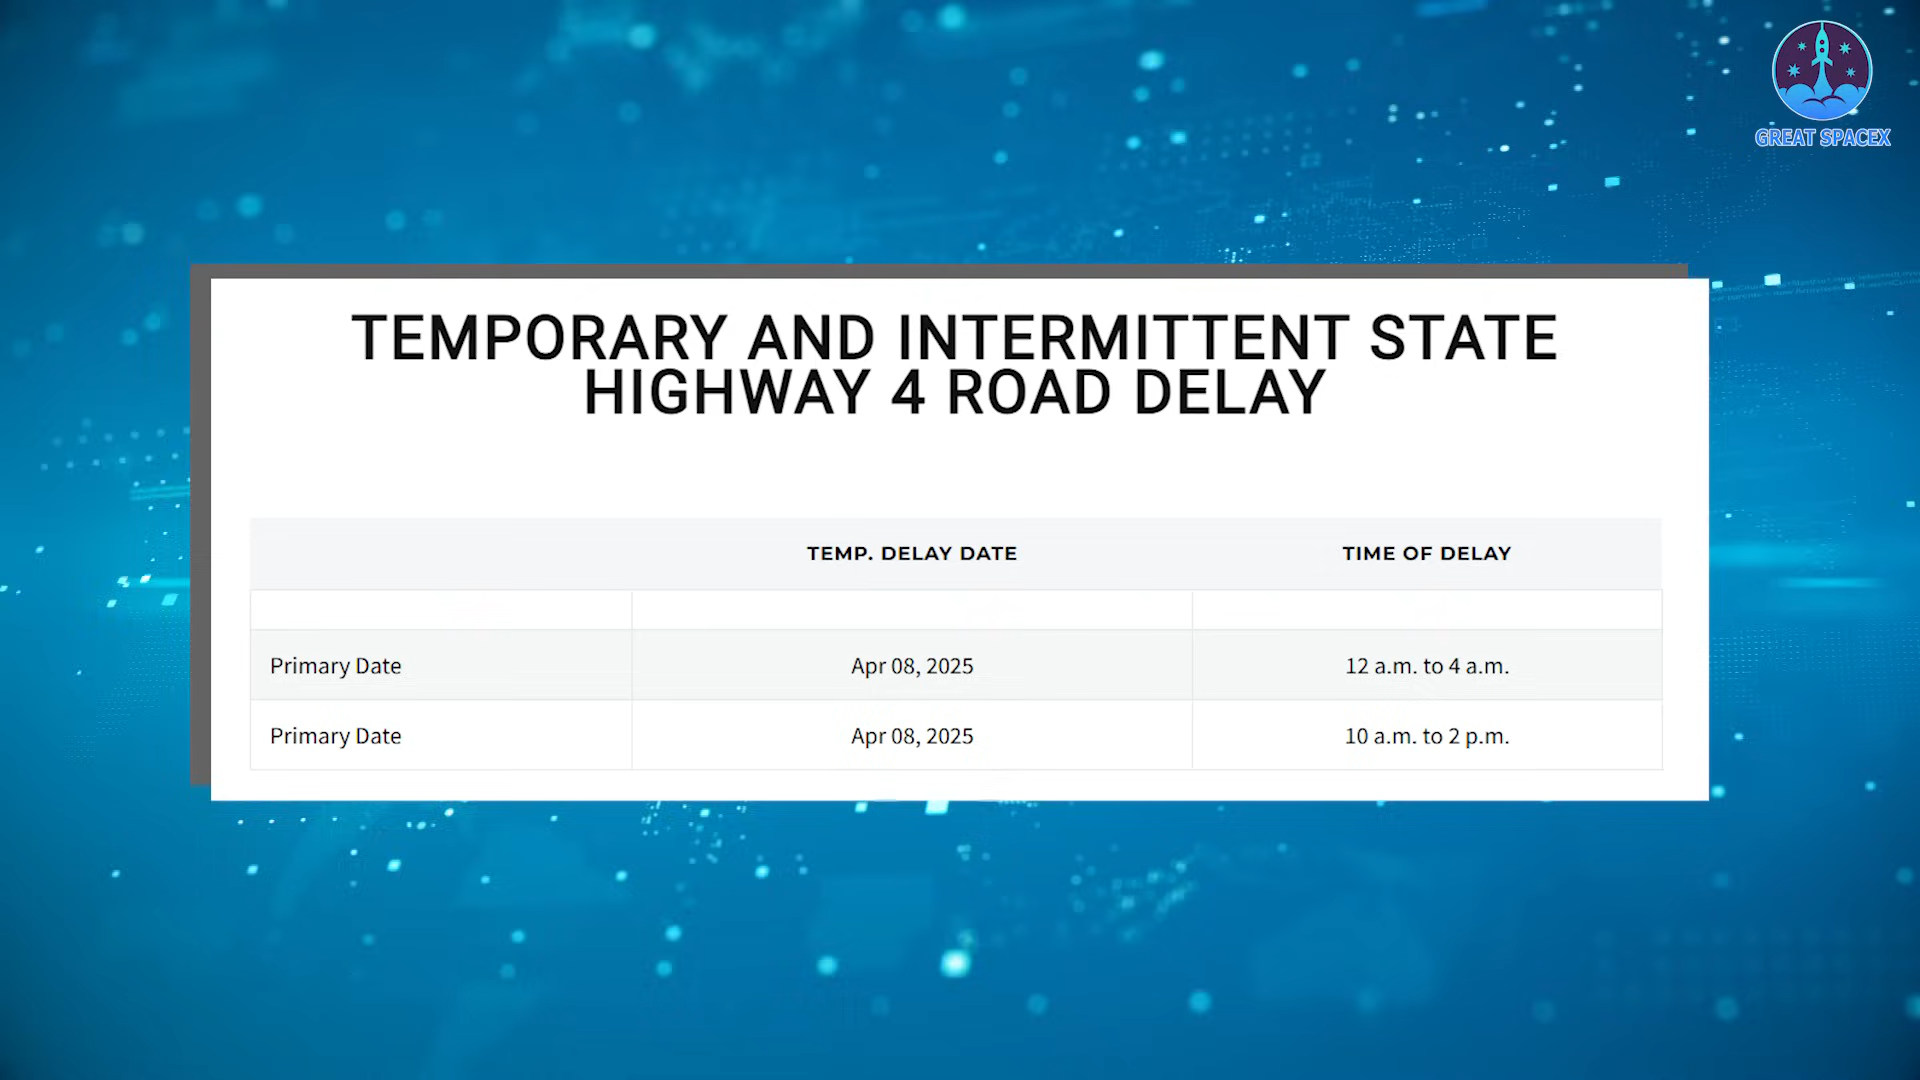 GREAT SPACEX
TEMPORARY AND INTERMITTENT STATE
HIGHWAY 4 ROAD DELAY
TEMP. DELAY DATE TIME OF DELAY
Primary Date Apr 08, 2025 12 a.m. to 4 a.m.
Primary Date Apr 08, 2025 10 a.m. to 2 p.m.